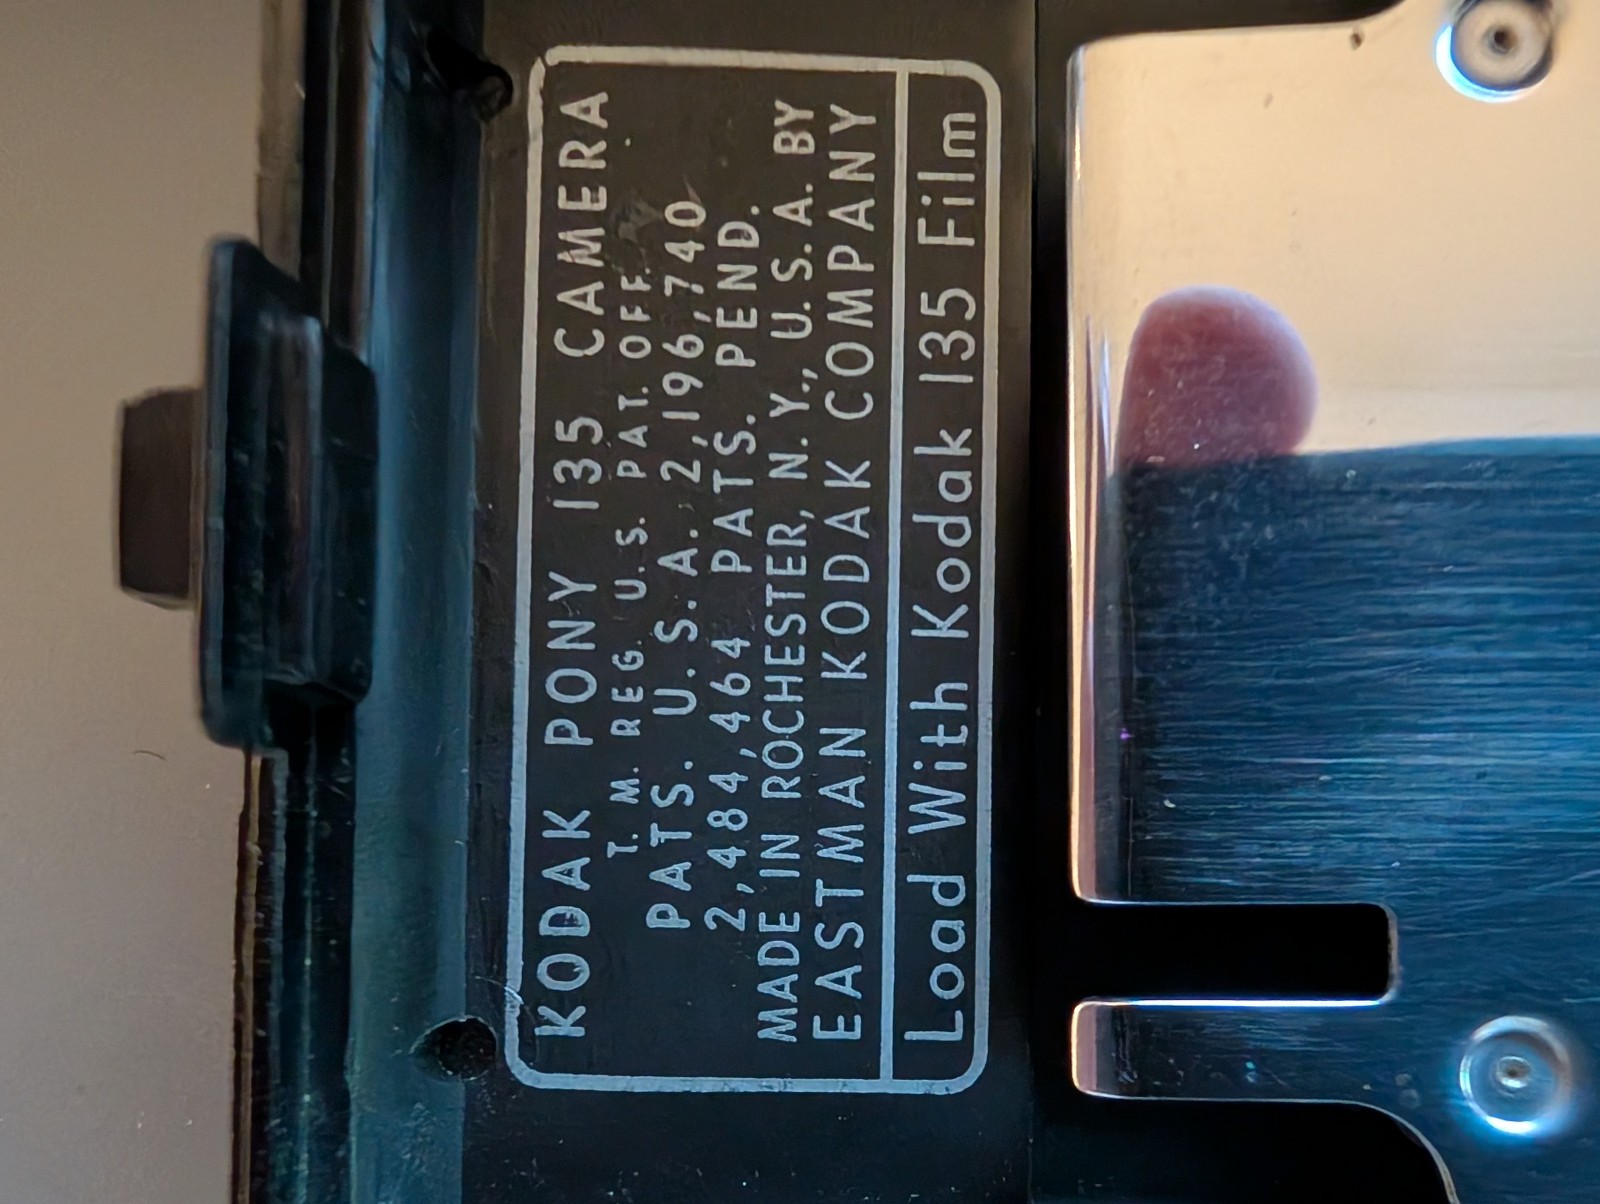 KODAK PONY 135 CAMERA
T. M. REG. U. S. PAT. OFF.
PATS. U. S. A. 2,196,740
2,484,464 PATS. PEND.
MADE IN ROCHESTER, N. Y., U. S. A. BY
EASTMAN KODAK COMPANY
Load With Kodak 135 Film